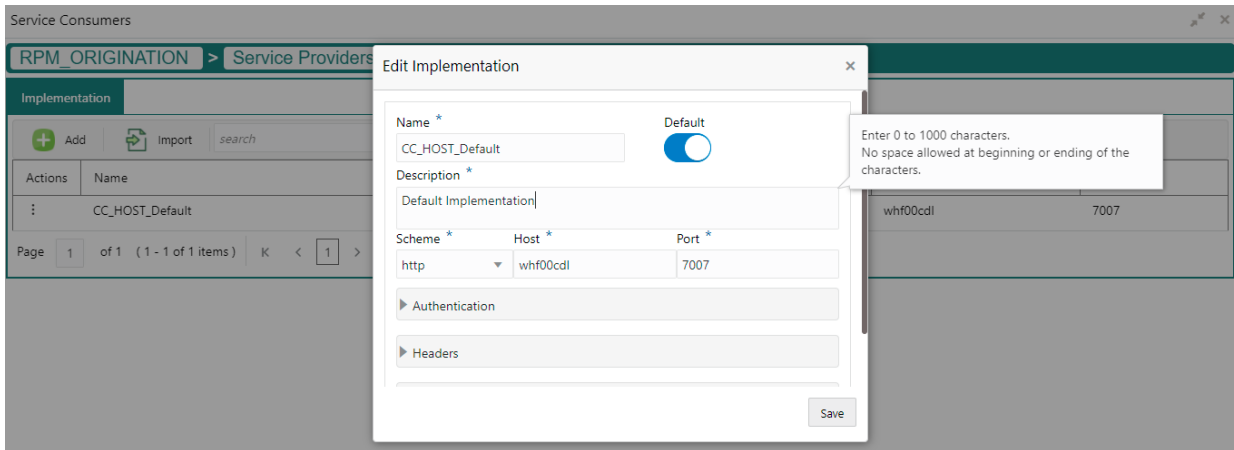 Service Consumers
RPM_ORIGINATION > Service Providers
Edit Implementation
Implementation
Name *
Default
Add
Import
search
CC_HOST_Default
Enter 0 to 1000 characters.
No space allowed at beginning or ending of the
characters.
Description *
Actions
Name
Default Implementation
CC_HOST_Default
whf00cdl
7007
Scheme *
Host *
Port *
Page 1 of 1 ( 1 - 1 of 1 items ) K < 1 >
http
whf00cdl
7007
Authentication
Headers
Save